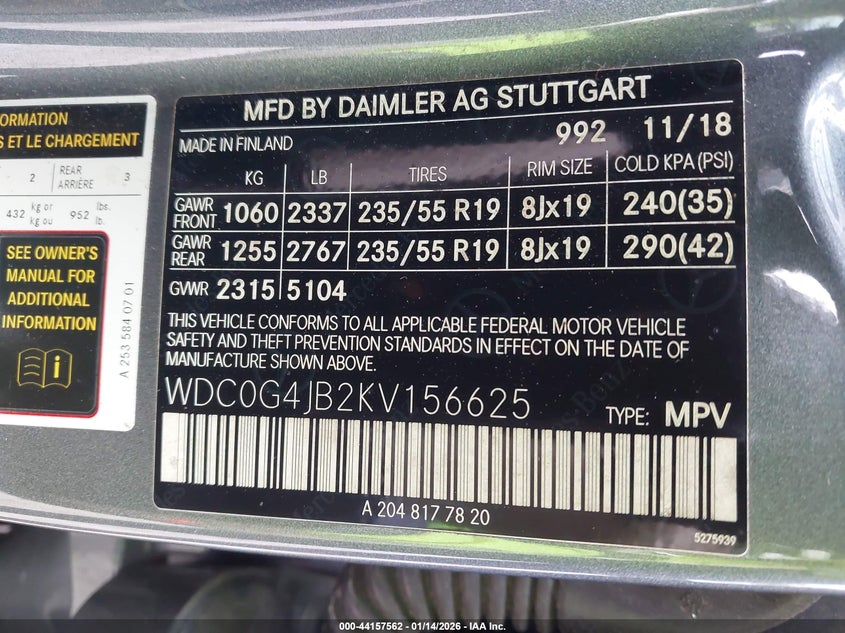 ORMATION
S ET LE CHARGEMENT
2 REAR ARRIÈRE 3
432 kg or kg ou 952 lbs. lb.
SEE OWNER'S
MANUAL FOR
ADDITIONAL
INFORMATION
A 253 584 07 01
MFD BY DAIMLER AG STUTTGART
MADE IN FINLAND 992 11/18
KG LB TIRES RIM SIZE COLD KPA (PSI)
GAWR FRONT 1060 2337 235/55 R19 8Jx19 240(35)
GAWR REAR 1255 2767 235/55 R19 8Jx19 290(42)
GVWR 2315 5104
THIS VEHICLE CONFORMS TO ALL APPLICABLE FEDERAL MOTOR VEHICLE
SAFETY AND THEFT PREVENTION STANDARDS IN EFFECT ON THE DATE OF
MANUFACTURE SHOWN ABOVE.
WDC0G4JB2KV156625
TYPE: MPV
A 204 817 78 20
5275939
000-44157562 - 01/14/2026 - IAA Inc.